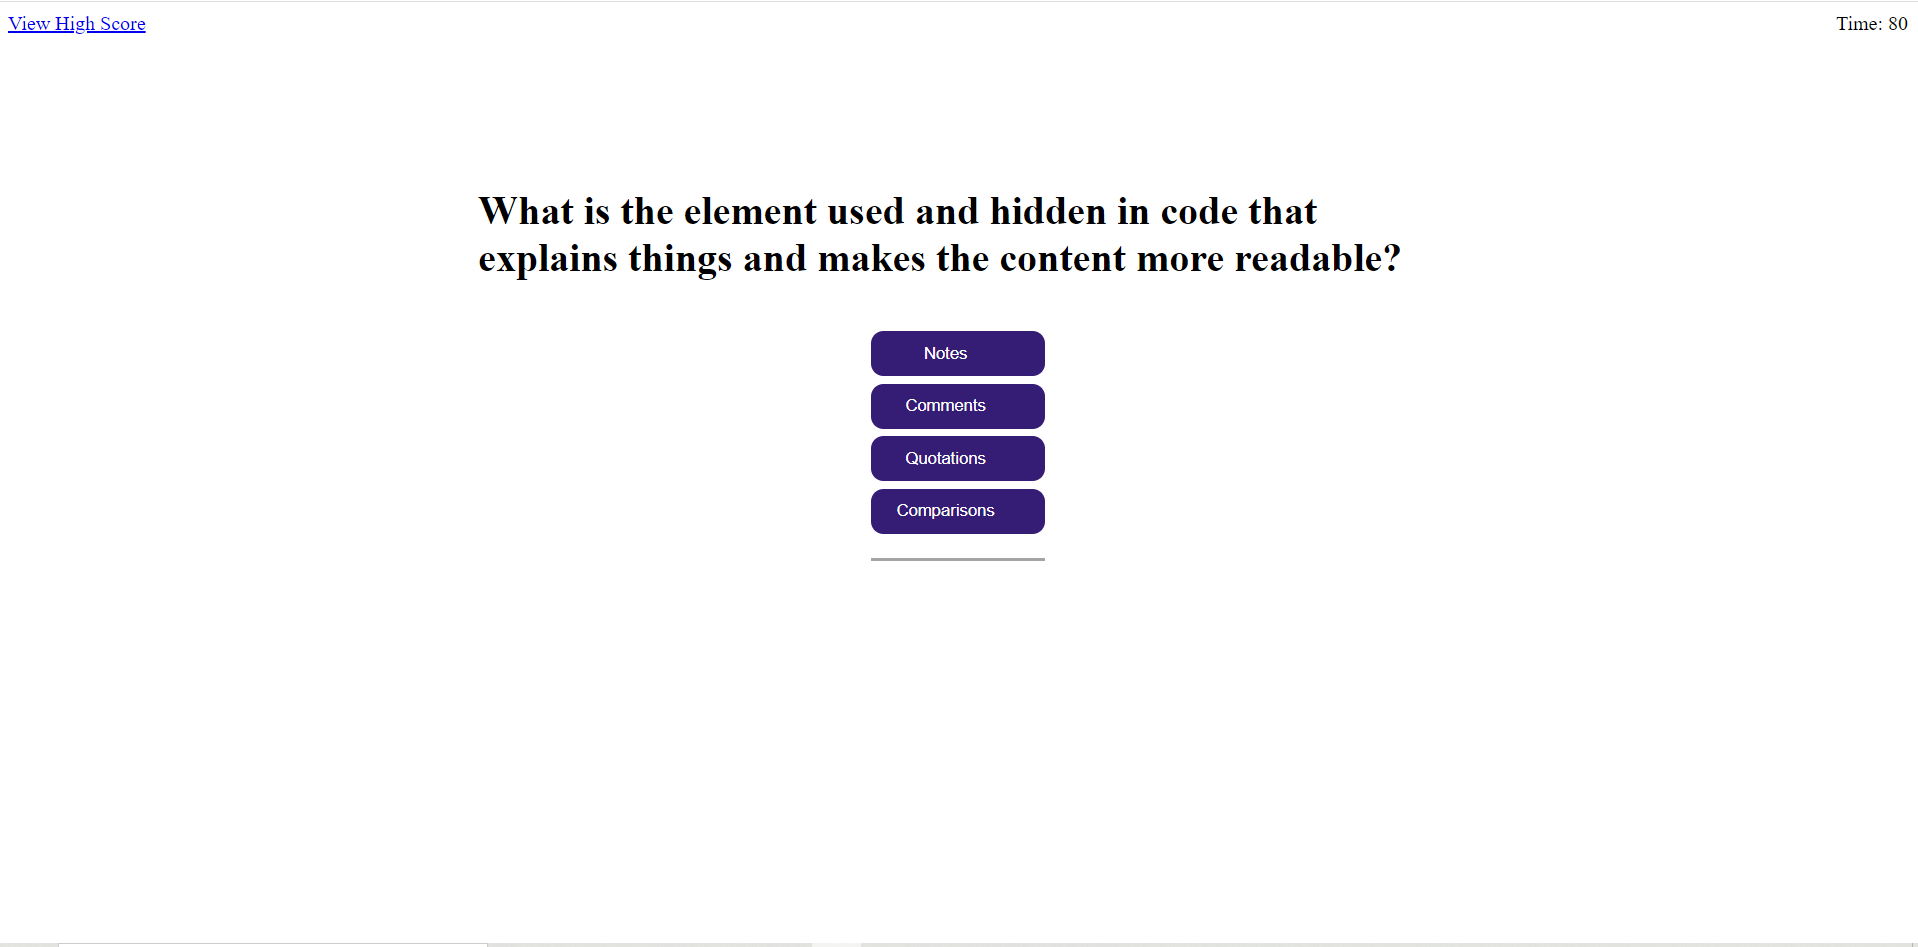 View High Score
Time: 80
What is the element used and hidden in code that
explains things and makes the content more readable?
Notes
Comments
Quotations
Comparisons